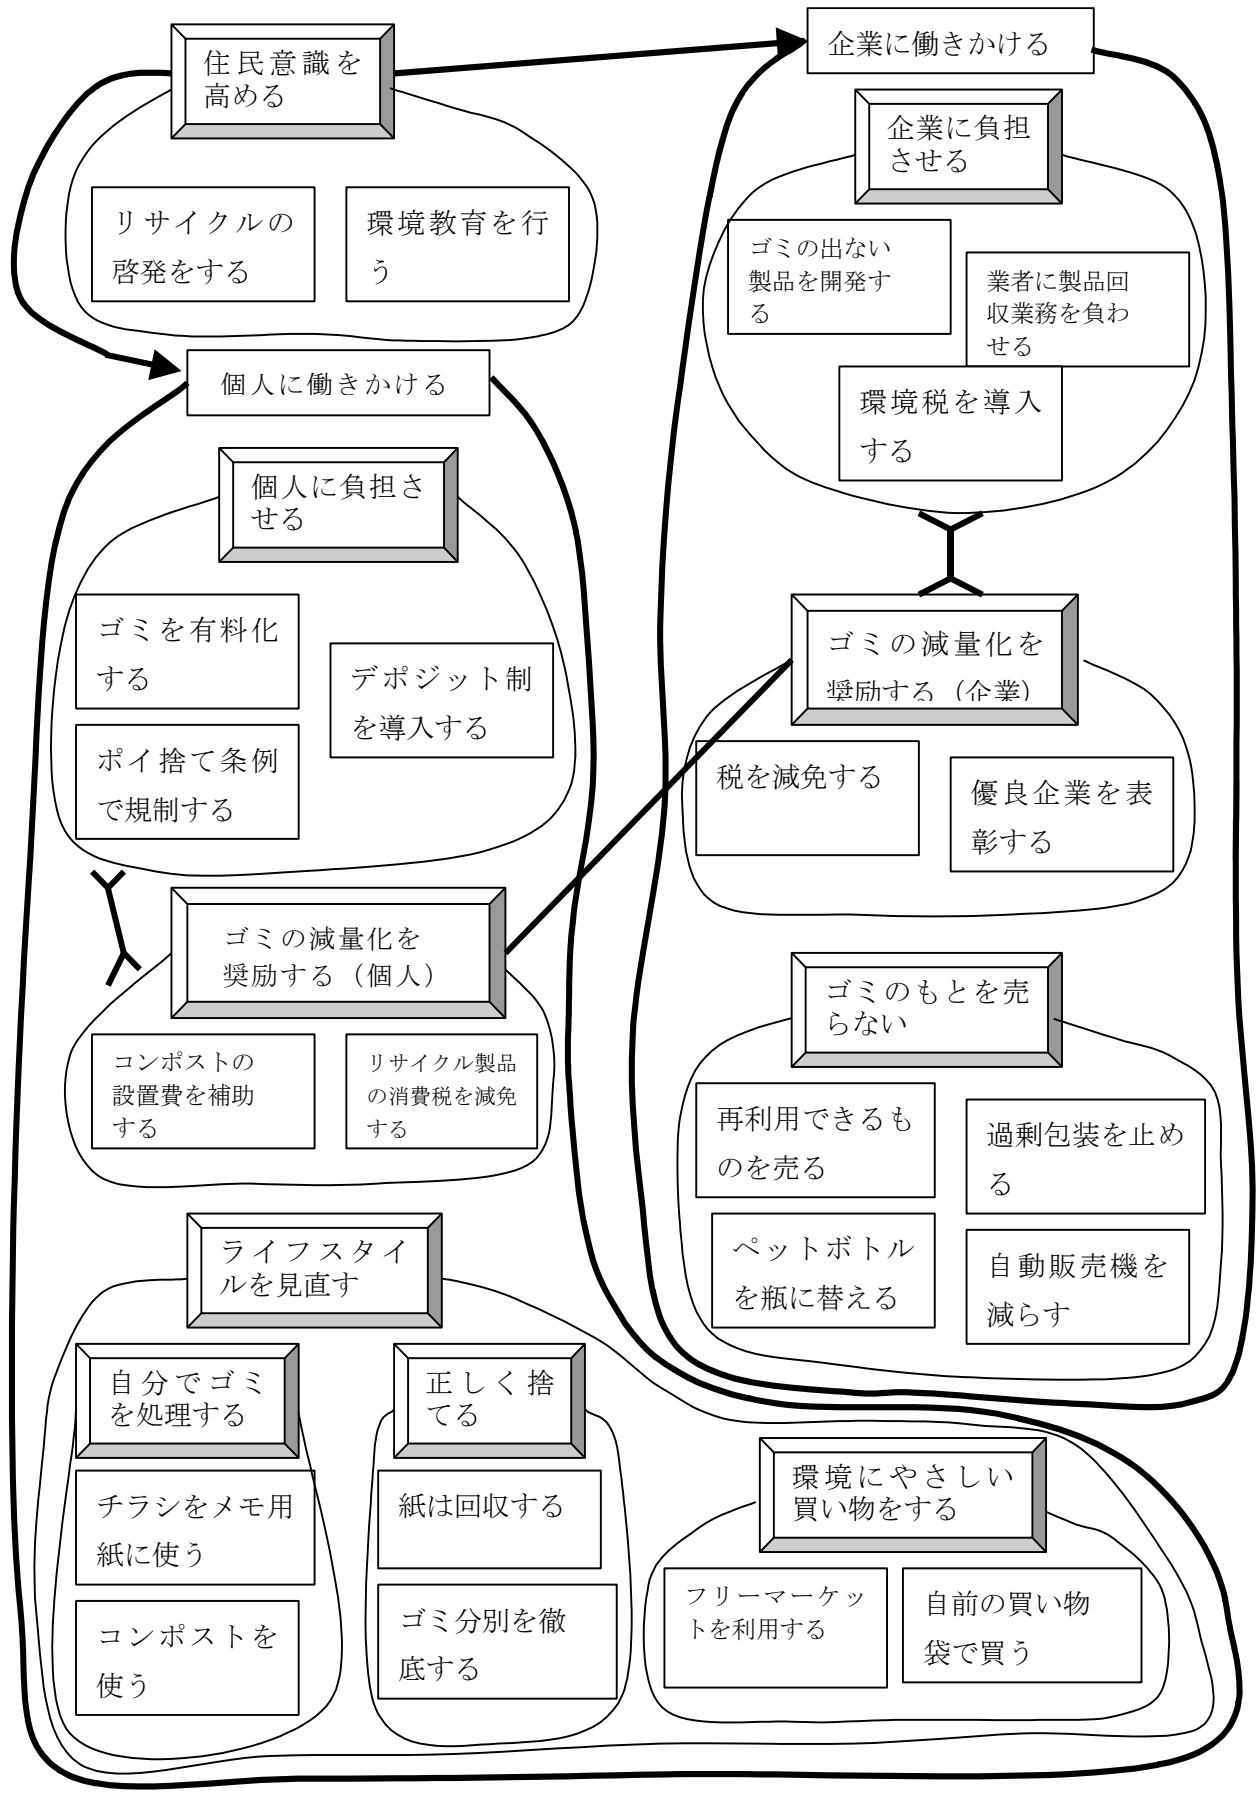 住民意識を
高める
リサイクルの
啓発をする
環境教育を行
う
企業に働きかける
企業に負担
させる
ゴミの出ない
製品を開発す
る
業者に製品回
収業務を負わ
せる
環境税を導入
する
個人に働きかける
個人に負担さ
せる
ゴミを有料化
する
デポジット制
を導入する
ポイ捨て条例
で規制する
ゴミの減量化を
奨励する（企業）
税を減免する
優良企業を表
彰する
ゴミの減量化を
奨励する（個人）
コンポストの
設置費を補助
する
リサイクル製品
の消費税を減免
する
ゴミのもとを売
らない
再利用できるも
のを売る
過剰包装を止め
る
ペットボトル
を瓶に替える
自動販売機を
減らす
ライフスタイ
ルを見直す
自分でゴミ
を処理する
チラシをメモ用
紙に使う
コンポストを
使う
正しく捨
てる
紙は回収する
ゴミ分別を徹
底する
環境にやさしい
買い物をする
フリーマーケッ
トを利用する
自前の買い物
袋で買う